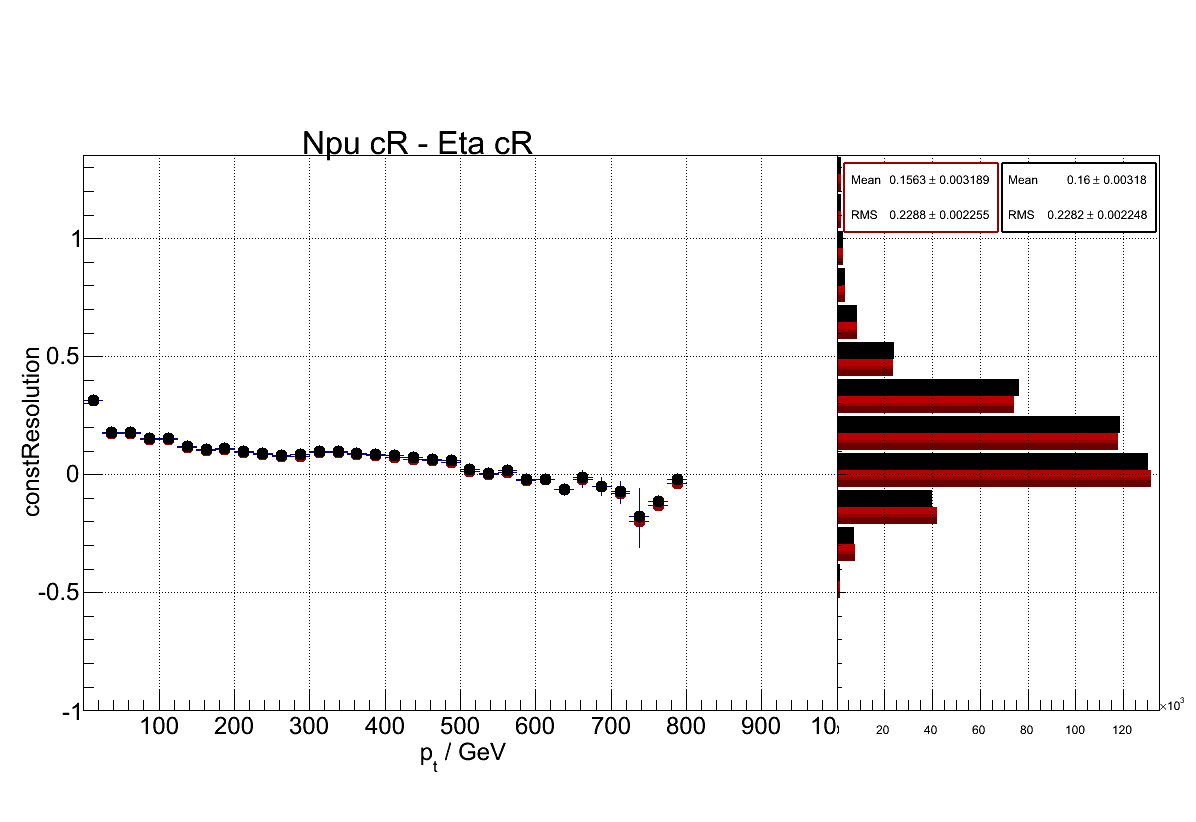 Npu cR - Eta cR
Mean 0.1563 ± 0.003189
RMS 0.2288 ± 0.002255
Mean 0.16 ± 0.00318
RMS 0.2282 ± 0.002248
constResolution
1
0.5
0
-0.5
-1
100 200 300 400 500 600 700 800 900 10
20 40 60 80 100 120
×10³
p_t / GeV